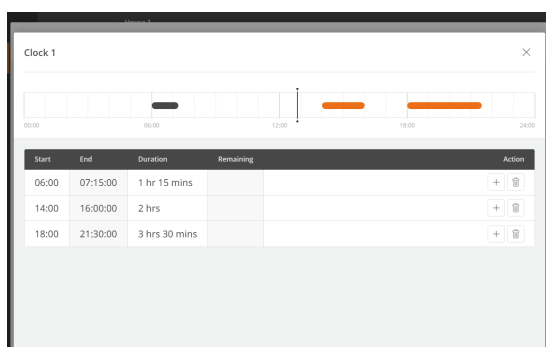 Clock 1
00:00 06:00 12:00 18:00 24:00
Start End Duration Remaining Action
06:00 07:15:00 1 hr 15 mins
14:00 16:00:00 2 hrs
18:00 21:30:00 3 hrs 30 mins